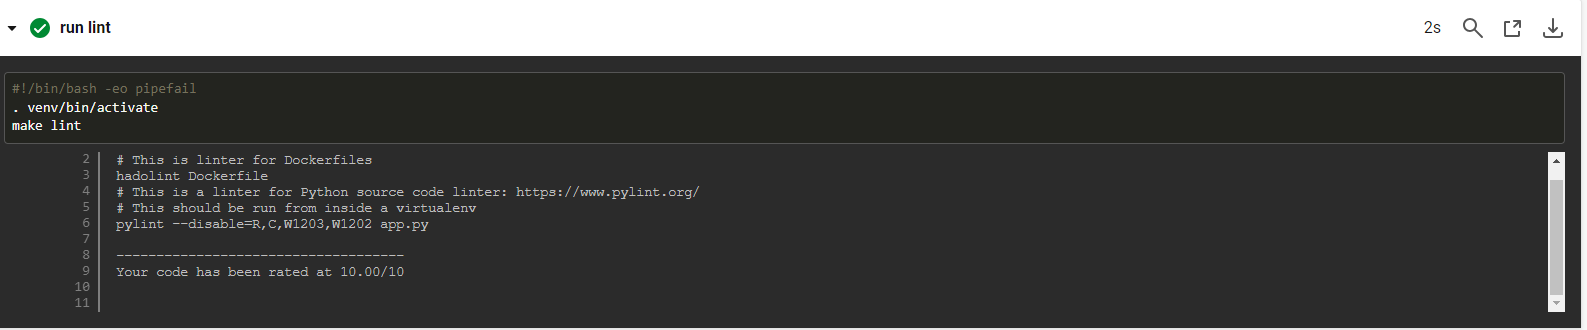 run lint
2s
#!/bin/bash -eo pipefail
. venv/bin/activate
make lint
2 # This is linter for Dockerfiles
3 hadolint Dockerfile
4 # This is a linter for Python source code linter: https://www.pylint.org/
5 # This should be run from inside a virtualenv
6 pylint --disable=R,C,W1203,W1202 app.py
7
8 ------------------------------------
9 Your code has been rated at 10.00/10
10
11